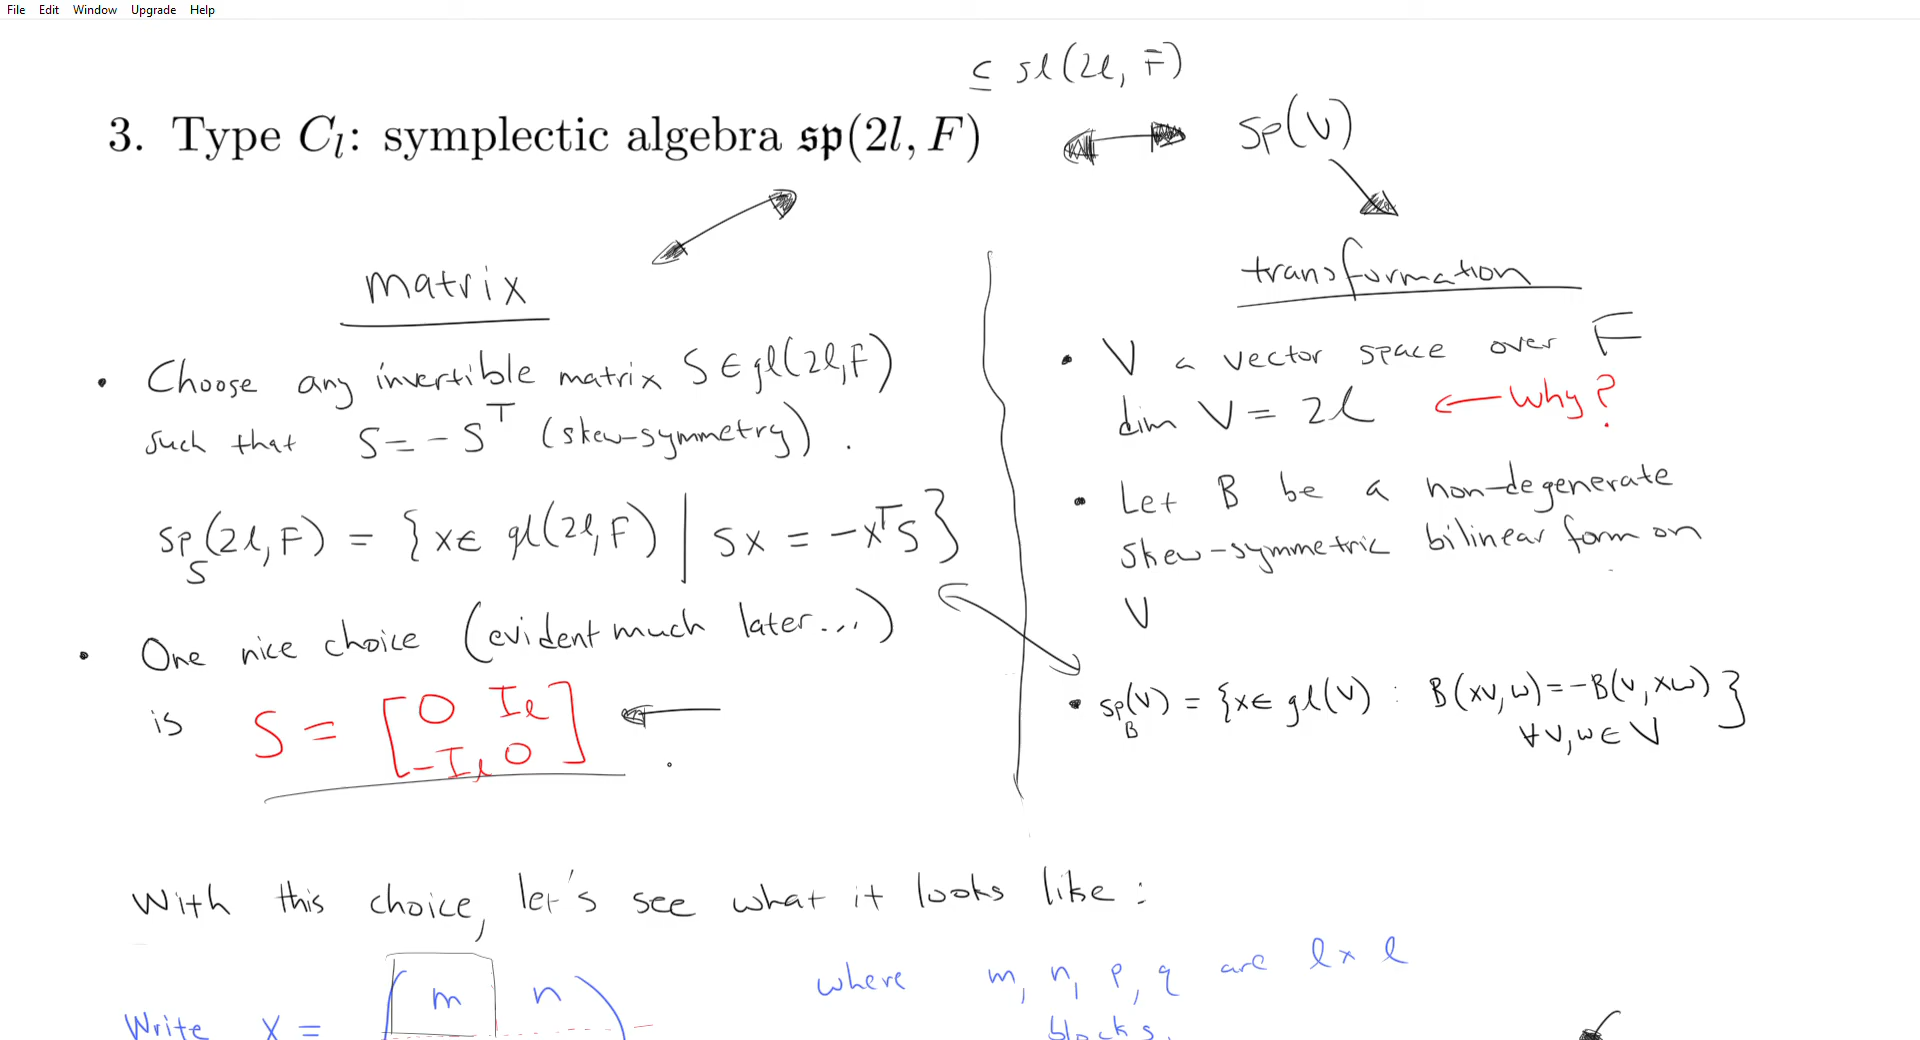 File Edit Window Upgrade Help
⊆ sl(2l, F)
3. Type C_l: symplectic algebra sp(2l, F) ↔ sp(V)
matrix
• Choose any invertible matrix S ∈ gl(2l, F)
such that S = -S^T (skew-symmetry).
sp_S(2l, F) = {x ∈ gl(2l, F) | Sx = -x^T S}
• One nice choice (evident much later...)
is S = [0 I_l
-I_l 0]
transformation
• V a vector space over F
dim V = 2l ← Why?
• Let B be a non-degenerate
skew-symmetric bilinear form on
V
• sp_B(V) = {x ∈ gl(V) : B(xv, w) = -B(v, xw)}
∀ v, w ∈ V
With this choice, let's see what it looks like:
Write x = ( m n )
where m, n, p, q are l × l
blocks.